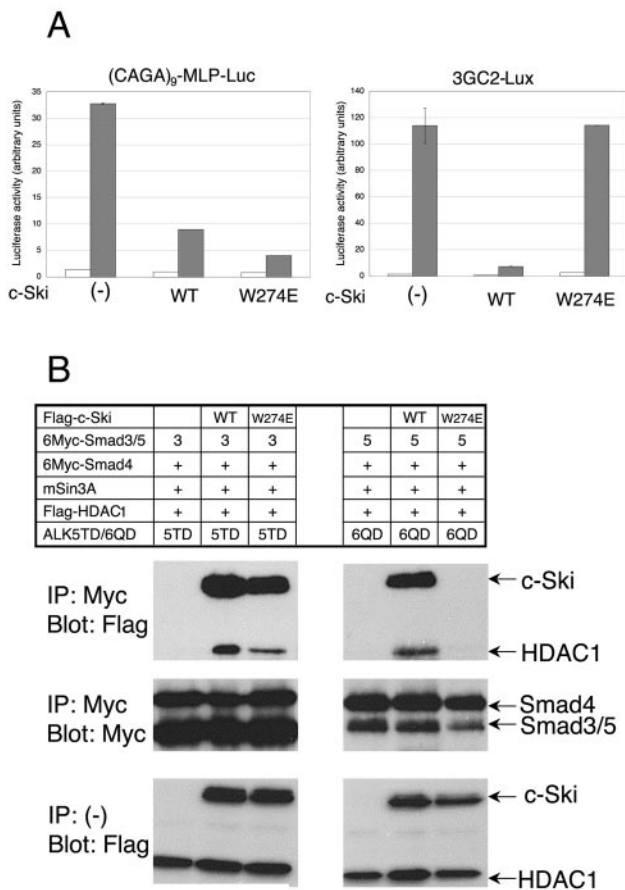 A
(CAGA)₉-MLP-Luc
Luciferase activity (arbitrary units)
35
30
25
20
15
10
5
0
c-Ski (-) WT W274E
3GC2-Lux
Luciferase activity (arbitrary units)
140
120
100
80
60
40
20
0
c-Ski (-) WT W274E
B
Flag-c-Ski WT W274E WT W274E
6Myc-Smad3/5 3 3 3 5 5 5
6Myc-Smad4 + + + + + +
mSin3A + + + + + +
Flag-HDAC1 + + + + + +
ALK5TD/6QD 5TD 5TD 5TD 6QD 6QD 6QD
IP: Myc
Blot: Flag
c-Ski
HDAC1
IP: Myc
Blot: Myc
Smad4
Smad3/5
IP: (-)
Blot: Flag
c-Ski
HDAC1